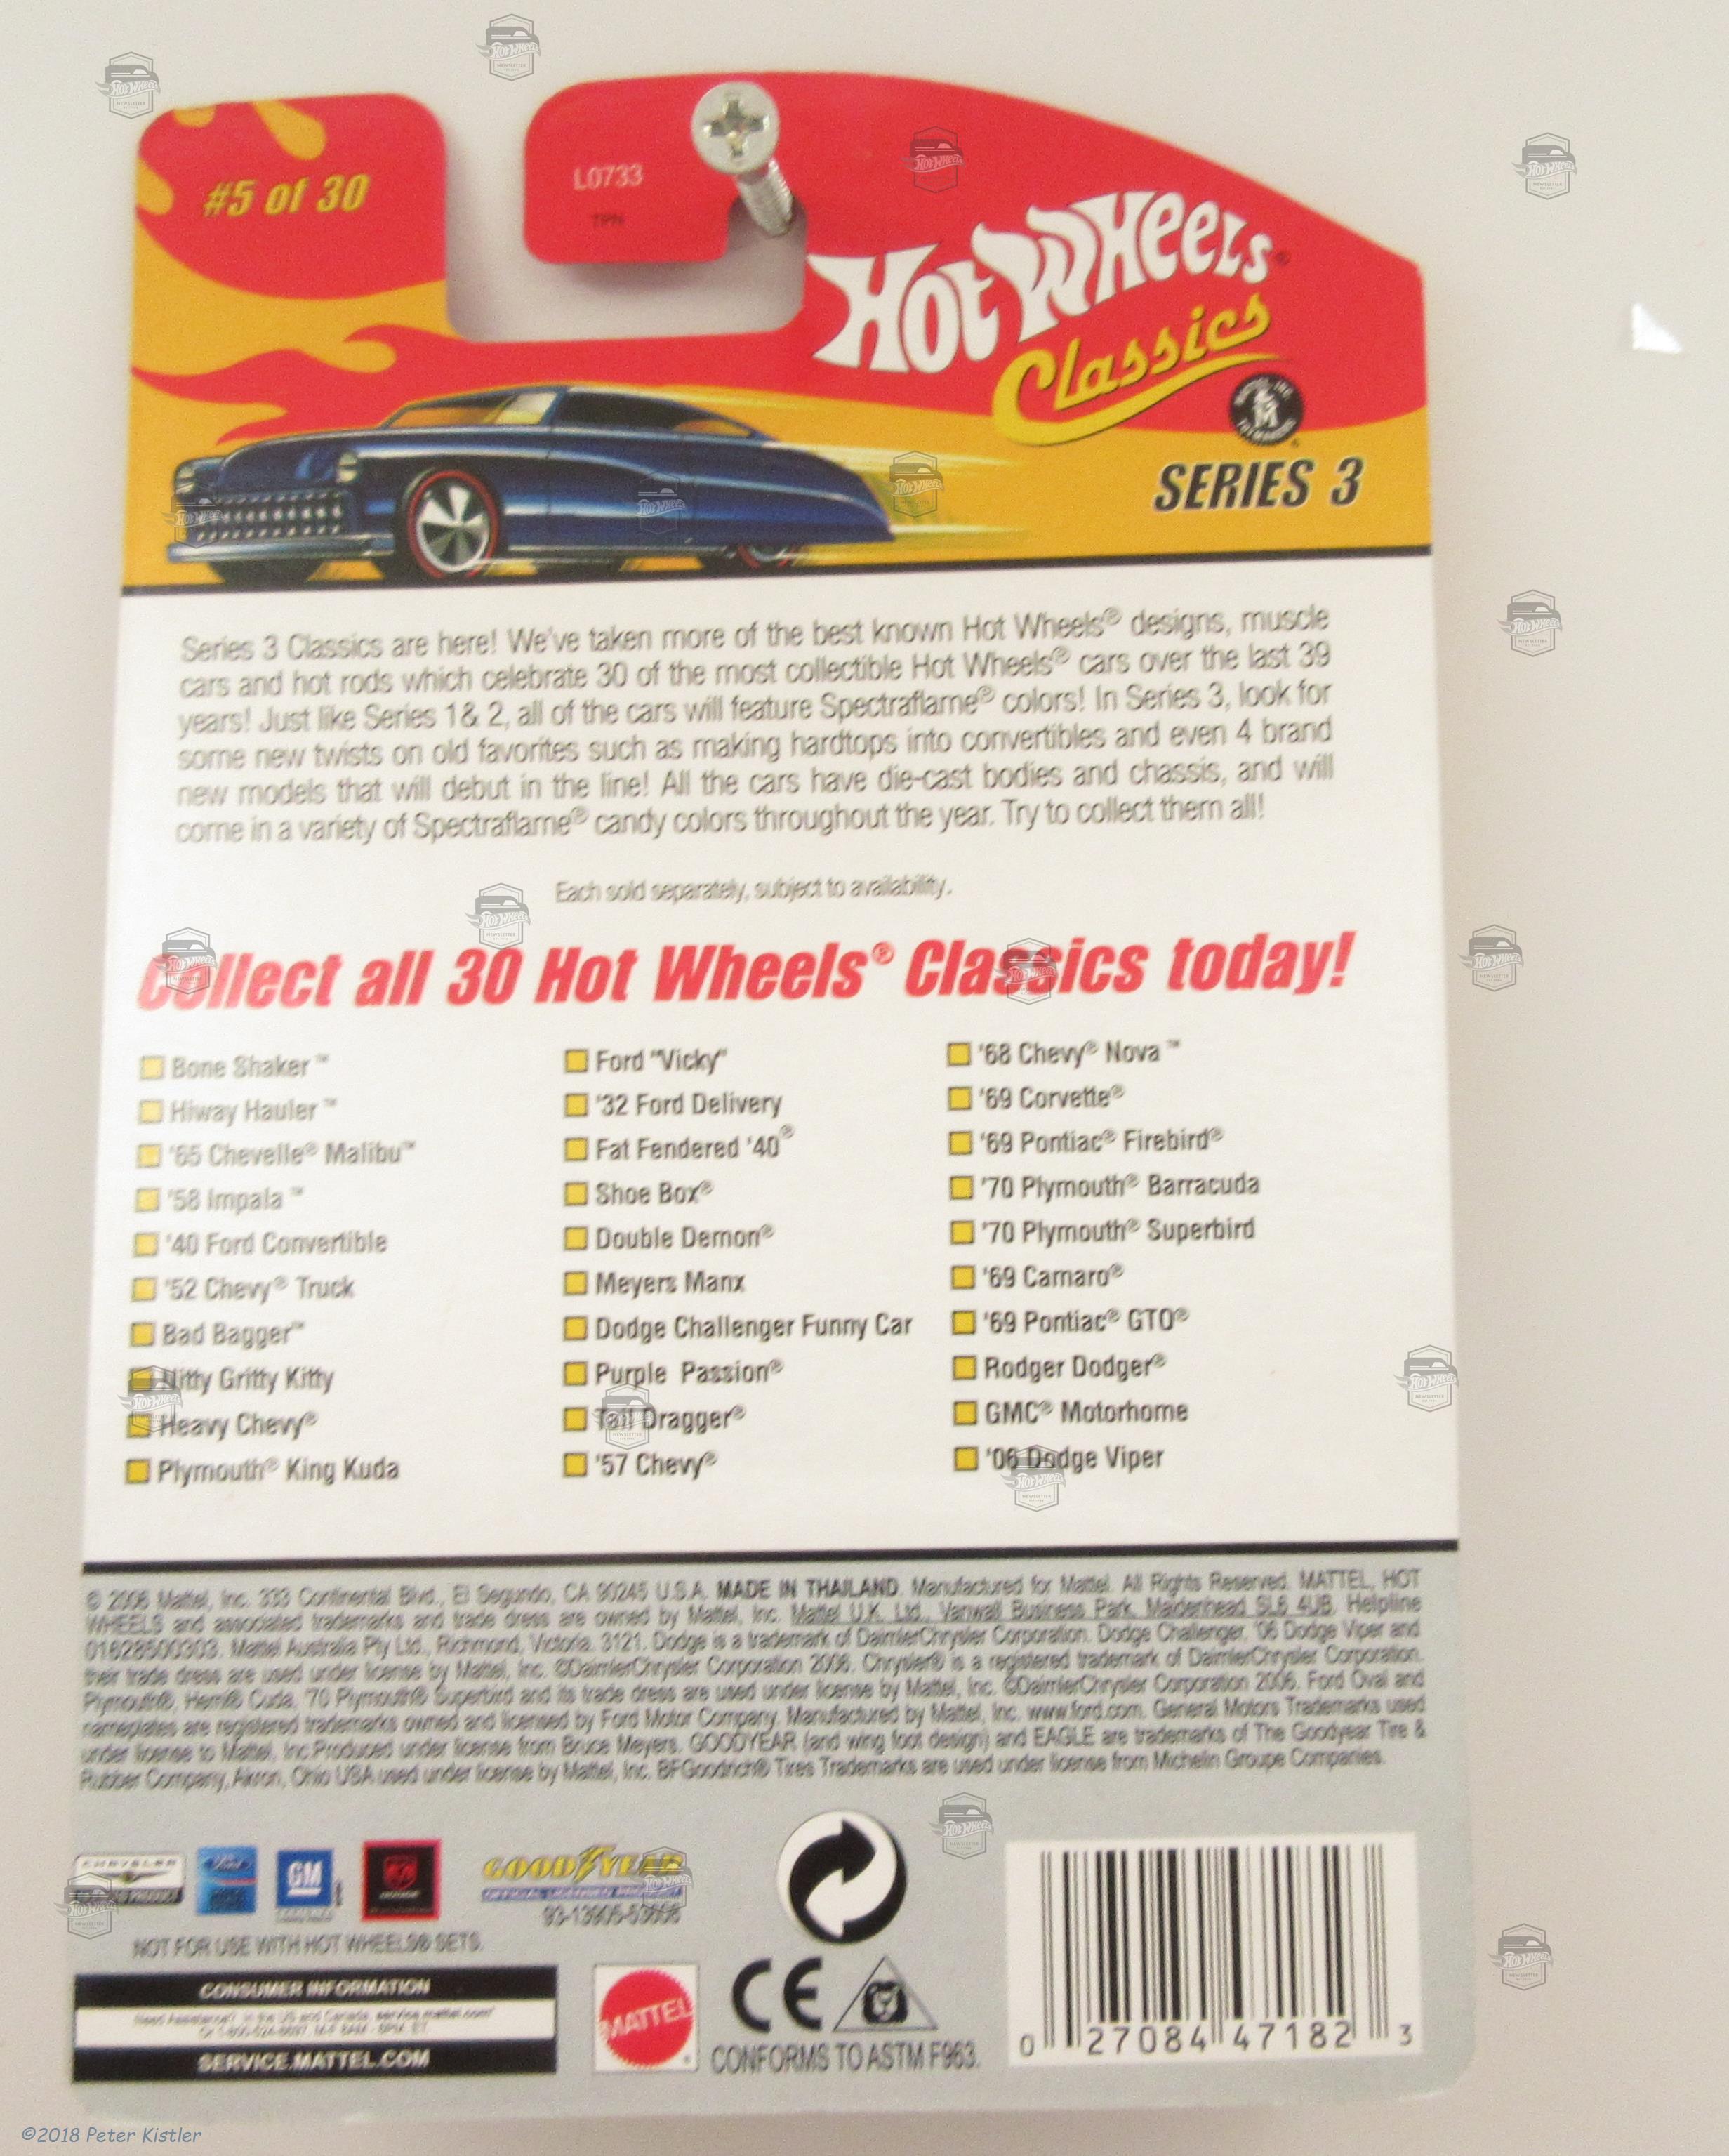 #5 of 30
L0733
TPN
Hot Wheels®
Classics
SERIES 3
Series 3 Classics are here! We've taken more of the best known Hot Wheels® designs, muscle
cars and hot rods which celebrate 30 of the most collectible Hot Wheels® cars over the last 39
years! Just like Series 1& 2, all of the cars will feature Spectraflame® colors! In Series 3, look for
some new twists on old favorites such as making hardtops into convertibles and even 4 brand
new models that will debut in the line! All the cars have die-cast bodies and chassis, and will
come in a variety of Spectraflame® candy colors throughout the year. Try to collect them all!
Each sold separately, subject to availability.
Collect all 30 Hot Wheels® Classics today!
Bone Shaker™
Hiway Hauler™
'65 Chevelle® Malibu™
'58 Impala™
'40 Ford Convertible
'52 Chevy® Truck
Bad Bagger™
Nitty Gritty Kitty
Heavy Chevy®
Plymouth® King Kuda
Ford "Vicky"
'32 Ford Delivery
Fat Fendered '40®
Shoe Box®
Double Demon®
Meyers Manx
Dodge Challenger Funny Car
Purple Passion®
Tail Dragger®
'57 Chevy®
'68 Chevy® Nova™
'69 Corvette®
'69 Pontiac® Firebird®
'70 Plymouth® Barracuda
'70 Plymouth® Superbird
'69 Camaro®
'69 Pontiac® GTO®
Rodger Dodger®
GMC® Motorhome
'06 Dodge Viper
© 2006 Mattel, Inc. 333 Continental Blvd., El Segundo, CA 90245 U.S.A. MADE IN THAILAND. Manufactured for Mattel. All Rights Reserved. MATTEL, HOT
WHEELS and associated trademarks and trade dress are owned by Mattel, Inc. Mattel U.K. Ltd., Vanwall Business Park, Maidenhead SL6 4UB. Helpline
01628500303. Mattel Australia Pty Ltd., Richmond, Victoria. 3121. Dodge is a trademark of DaimlerChrysler Corporation. Dodge Challenger, '06 Dodge Viper and
their trade dress are used under license by Mattel, Inc. ©DaimlerChrysler Corporation 2006. Chrysler® is a registered trademark of DaimlerChrysler Corporation.
Plymouth®, Hemi® Cuda, '70 Plymouth® Superbird and its trade dress are used under license by Mattel, Inc. ©DaimlerChrysler Corporation 2006. Ford Oval and
nameplates are registered trademarks owned and licensed by Ford Motor Company. Manufactured by Mattel, Inc. www.ford.com. General Motors Trademarks used
under license to Mattel, Inc.Produced under license from Bruce Meyers. GOODYEAR (and wing foot design) and EAGLE are trademarks of The Goodyear Tire &
Rubber Company, Akron, Ohio USA used under license by Mattel, Inc. BFGoodrich® Tires Trademarks are used under license from Michelin Groupe Companies.
CHRYSLER
Ford
GM
GOODYEAR
OFFICIAL LICENSED PRODUCT
NOT FOR USE WITH HOT WHEELS® SETS.
CONSUMER INFORMATION
Need Assistance? In the US and Canada, service.mattel.com
SERVICE.MATTEL.COM
MATTEL
CE
CONFORMS TO ASTM F963.
0 27084 47182 3
©2018 Peter Kistler